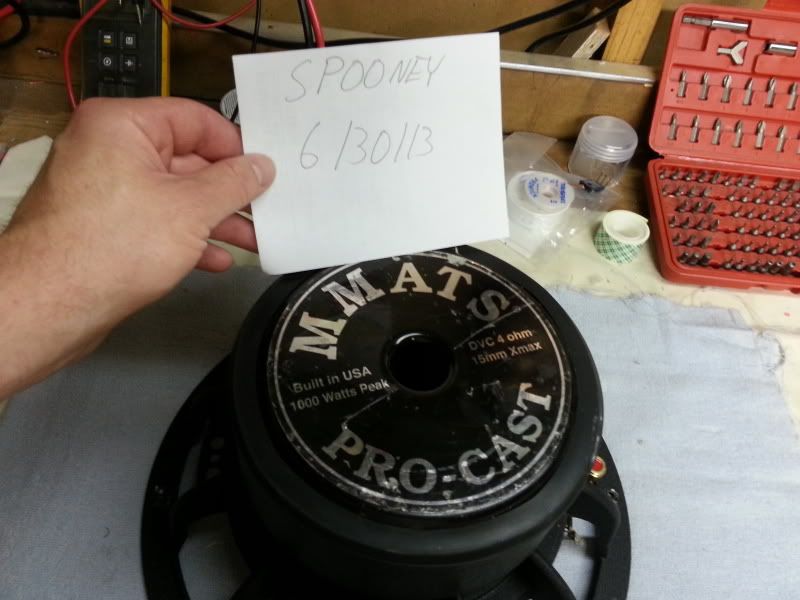 SPOONEY
6/30/13
MMATS
DVC 4 ohm
15mm Xmax
Built in USA
1000 Watts Peak
PRO-CAST